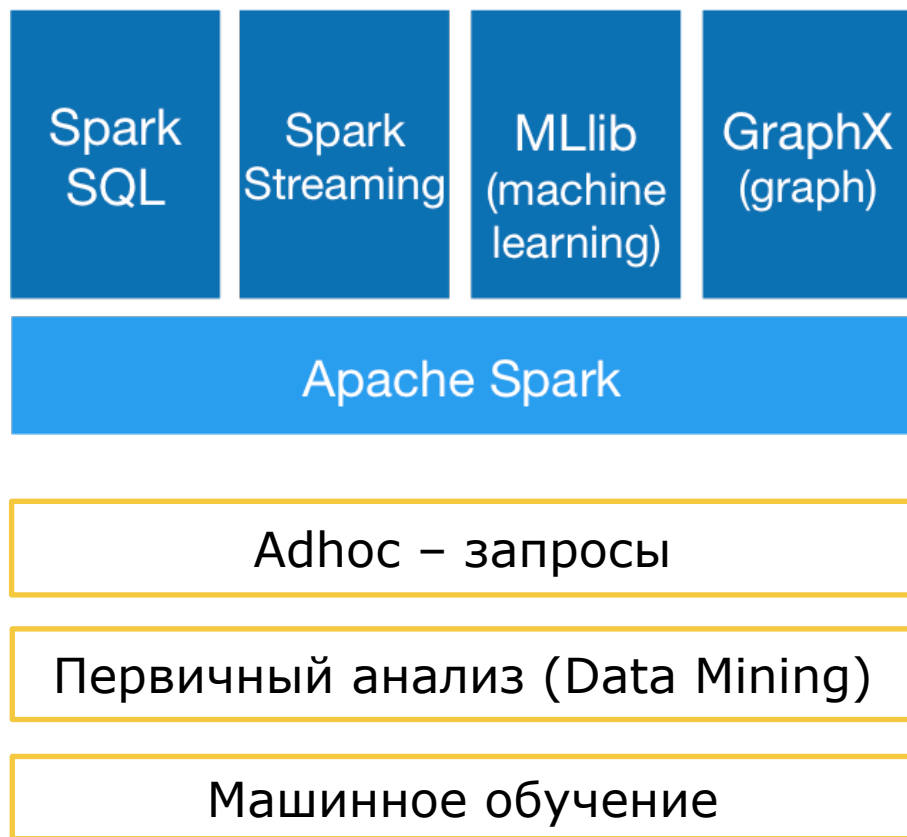 Spark
SQL
Spark
Streaming
MLlib
(machine
learning)
GraphX
(graph)
Apache Spark
Adhoc – запросы
Первичный анализ (Data Mining)
Машинное обучение